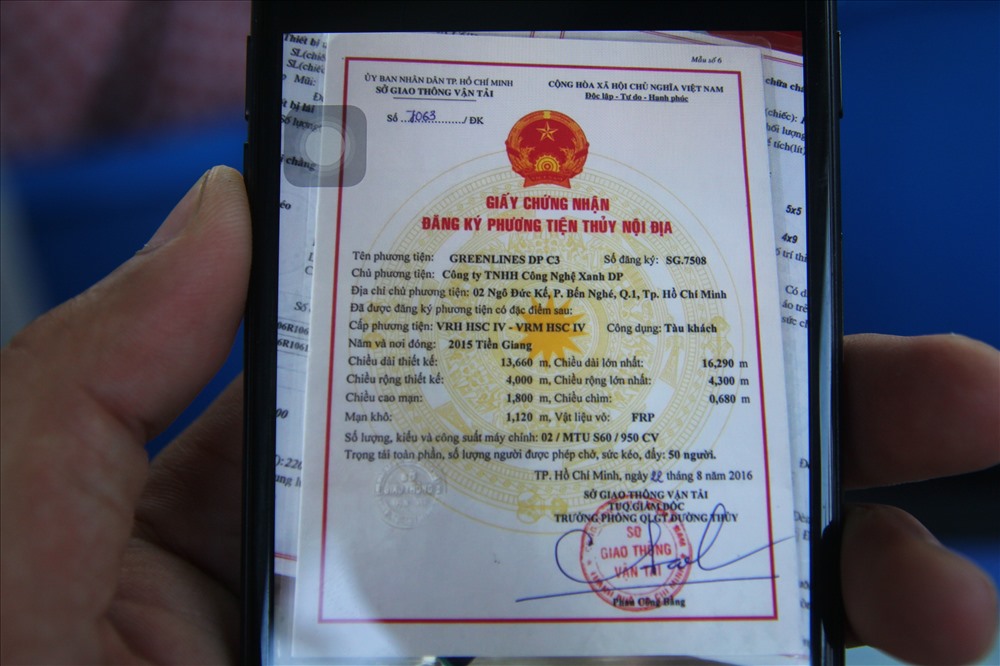 Mẫu số 6
ỦY BAN NHÂN DÂN TP. HỒ CHÍ MINH
SỞ GIAO THÔNG VẬN TẢI
CỘNG HÒA XÃ HỘI CHỦ NGHĨA VIỆT NAM
Độc lập - Tự do - Hạnh phúc
Số ...7063.........../ĐK
GIẤY CHỨNG NHẬN
ĐĂNG KÝ PHƯƠNG TIỆN THỦY NỘI ĐỊA
Tên phương tiện: GREENLINES DP C3 Số đăng ký: SG.7508
Chủ phương tiện: Công ty TNHH Công Nghệ Xanh DP
Địa chỉ chủ phương tiện: 02 Ngô Đức Kế, P. Bến Nghé, Q.1, Tp. Hồ Chí Minh
Đã được đăng ký phương tiện có đặc điểm sau:
Cấp phương tiện: VRH HSC IV - VRM HSC IV Công dụng: Tàu khách
Năm và nơi đóng: 2015 Tiền Giang
Chiều dài thiết kế: 13,660 m, Chiều dài lớn nhất: 16,290 m
Chiều rộng thiết kế: 4,000 m, Chiều rộng lớn nhất: 4,300 m
Chiều cao mạn: 1,800 m, Chiều chìm: 0,680 m
Mạn khô: 1,120 m, Vật liệu vỏ: FRP
Số lượng, kiểu và công suất máy chính: 02 / MTU S60 / 950 CV
Trọng tải toàn phần, số lượng người được phép chở, sức kéo, đẩy: 50 người.
TP. Hồ Chí Minh, ngày 22 tháng 8 năm 2016
SỞ GIAO THÔNG VẬN TẢI
TUQ.GIÁM ĐỐC
TRƯỞNG PHÒNG QLGT ĐƯỜNG THỦY
SỞ
GIAO THÔNG
VẬN TẢI
Phan Công Bằng
Thiết bị
SL(chiếc
Mũi:
Số lượng
5x5
4x9